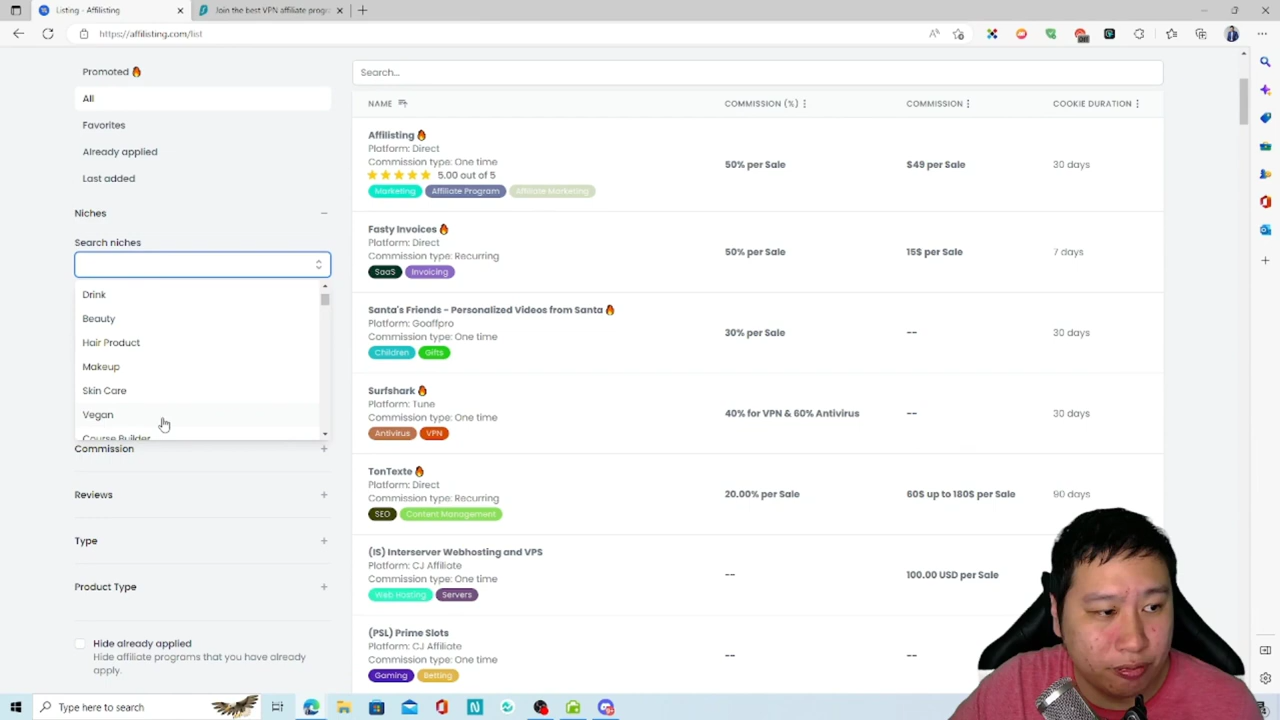 Listing - Affilisting
Join the best VPN affiliate progr
https://affilisting.com/list
Promoted
All
Favorites
Already applied
Last added
Niches
Search niches
Drink
Beauty
Hair Product
Makeup
Skin Care
Vegan
Course Builder
Commission
Reviews
Type
Product Type
Hide already applied
Hide affiliate programs that you have already
apply.
Search...
NAME COMMISSION (%) COMMISSION COOKIE DURATION
Affilisting
Platform: Direct
Commission type: One time
5.00 out of 5
Marketing Affiliate Program Affiliate Marketing
50% per Sale $49 per Sale 30 days
Fasty Invoices
Platform: Direct
Commission type: Recurring
SaaS Invoicing
50% per Sale 15$ per Sale 7 days
Santa's Friends - Personalized Videos from Santa
Platform: Goaffpro
Commission type: One time
Children Gifts
30% per Sale -- 30 days
Surfshark
Platform: Tune
Commission type: One time
Antivirus VPN
40% for VPN & 60% Antivirus -- 30 days
TonTexte
Platform: Direct
Commission type: Recurring
SEO Content Management
20.00% per Sale 60$ up to 180$ per Sale 90 days
(IS) Interserver Webhosting and VPS
Platform: CJ Affiliate
Commission type: One time
Web Hosting Servers
-- 100.00 USD per Sale
(PSL) Prime Slots
Platform: CJ Affiliate
Commission type: One time
Gaming Betting
-- --
Type here to search